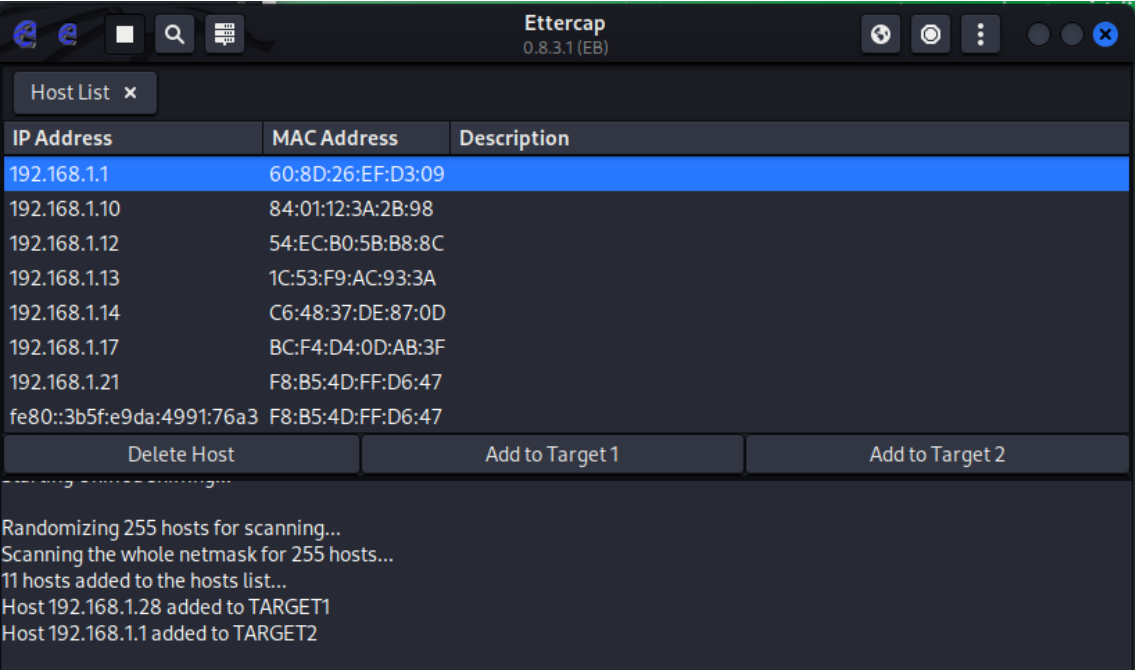 Ettercap
0.8.3.1 (EB)
Host List ×
IP Address MAC Address Description
192.168.1.1 60:8D:26:EF:D3:09
192.168.1.10 84:01:12:3A:2B:98
192.168.1.12 54:EC:B0:5B:B8:8C
192.168.1.13 1C:53:F9:AC:93:3A
192.168.1.14 C6:48:37:DE:87:0D
192.168.1.17 BC:F4:D4:0D:AB:3F
192.168.1.21 F8:B5:4D:FF:D6:47
fe80::3b5f:e9da:4991:76a3 F8:B5:4D:FF:D6:47
Delete Host Add to Target 1 Add to Target 2
Randomizing 255 hosts for scanning...
Scanning the whole netmask for 255 hosts...
11 hosts added to the hosts list...
Host 192.168.1.28 added to TARGET1
Host 192.168.1.1 added to TARGET2